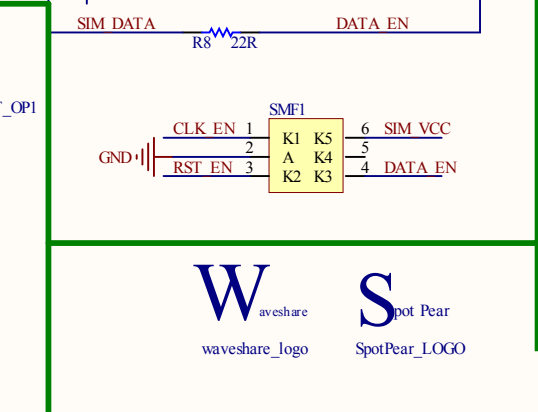 SIM_DATA DATA_EN
R8 22R
T_OP1
SMF1
CLK_EN 1 K1 K5 6 SIM_VCC
2 A K4 5
GND
RST_EN 3 K2 K3 4 DATA_EN
Waveshare Spot Pear
waveshare_logo SpotPear_LOGO